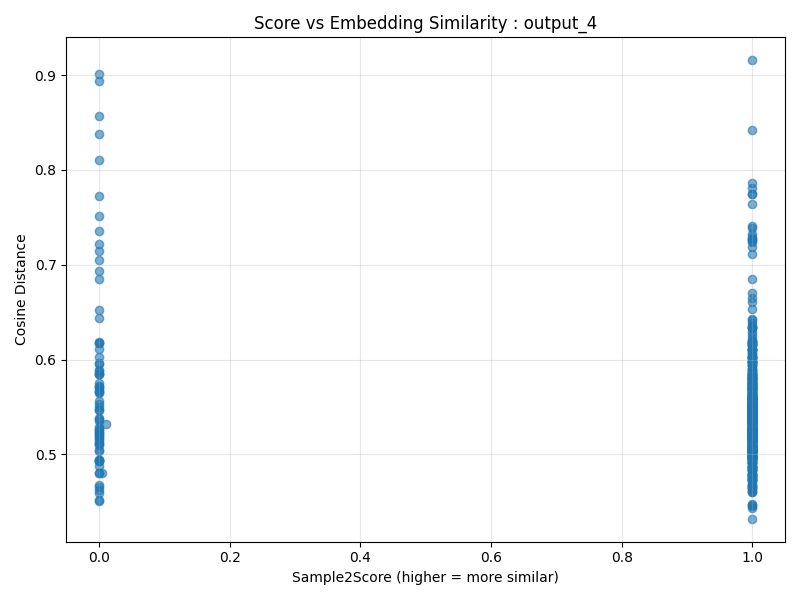 Score vs Embedding Similarity : output_4
Cosine Distance
0.9
0.8
0.7
0.6
0.5
0.0 0.2 0.4 0.6 0.8 1.0
Sample2Score (higher = more similar)